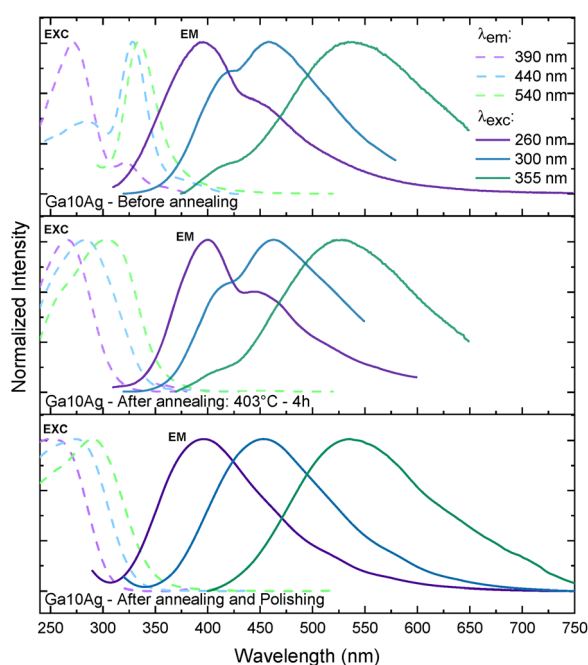 EXC
EM
λem:
390 nm
440 nm
540 nm
λexc:
260 nm
300 nm
355 nm
Ga10Ag - Before annealing
EXC
EM
Ga10Ag - After annealing: 403°C - 4h
EXC
EM
Ga10Ag - After annealing and Polishing
Normalized Intensity
250 300 350 400 450 500 550 600 650 700 750
Wavelength (nm)